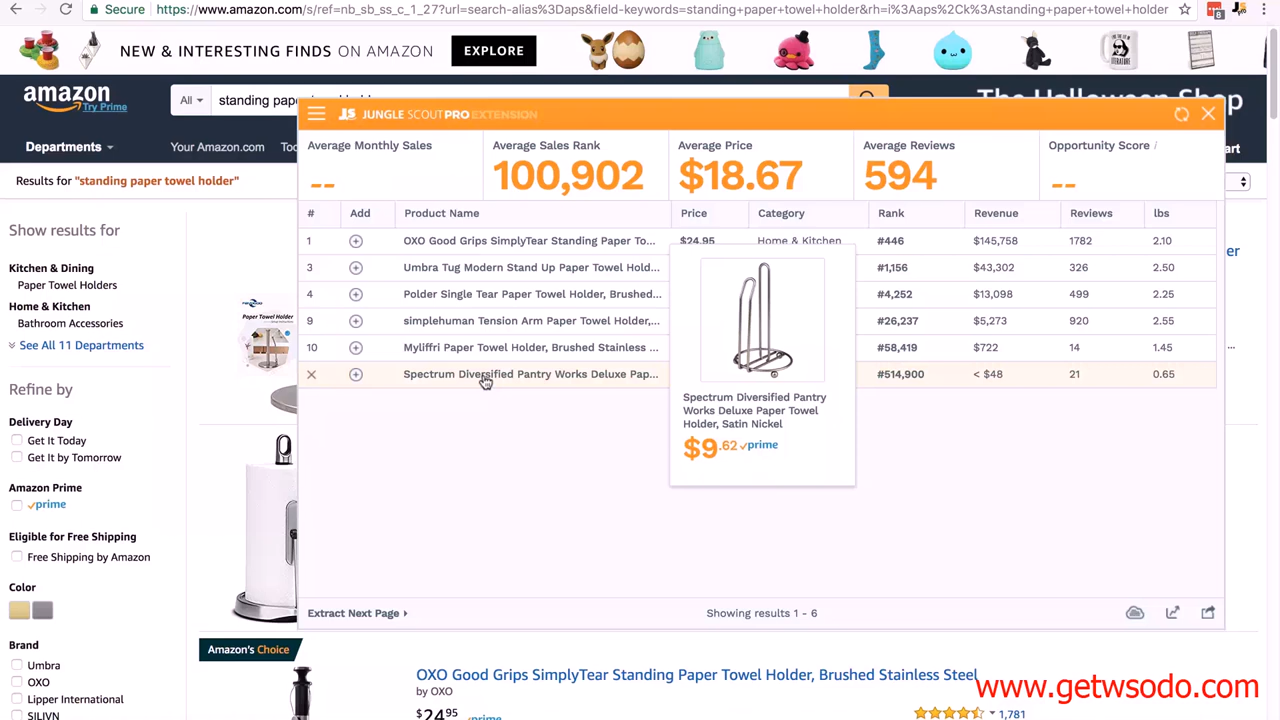 Secure https://www.amazon.com/s/ref=nb_sb_ss_c_1_27?url=search-alias%3Daps&field-keywords=standing+paper+towel+holder&rh=i%3Aaps%2Ck%3Astanding+paper+towel+holder
8
NEW & INTERESTING FINDS ON AMAZON EXPLORE
amazon
Try Prime
All
standing pape
The Halloween Shop
Departments
Your Amazon.com
JS JUNGLE SCOUT PRO EXTENSION
Average Monthly Sales
--
Average Sales Rank
100,902
Average Price
$18.67
Average Reviews
594
Opportunity Score i
--
Results for "standing paper towel holder"
# Add Product Name Price Category Rank Revenue Reviews lbs
1 OXO Good Grips SimplyTear Standing Paper To... $24.95 Home & Kitchen #446 $145,758 1782 2.10
3 Umbra Tug Modern Stand Up Paper Towel Hold... #1,156 $43,302 326 2.50
4 Polder Single Tear Paper Towel Holder, Brushed... #4,252 $13,098 499 2.25
9 simplehuman Tension Arm Paper Towel Holder,... #26,237 $5,273 920 2.55
10 Myliffri Paper Towel Holder, Brushed Stainless ... #58,419 $722 14 1.45
Spectrum Diversified Pantry Works Deluxe Pap... #514,900 < $48 21 0.65
Spectrum Diversified Pantry
Works Deluxe Paper Towel
Holder, Satin Nickel
$9.62 prime
Extract Next Page
Showing results 1 - 6
Show results for
Kitchen & Dining
Paper Towel Holders
Home & Kitchen
Bathroom Accessories
See All 11 Departments
Refine by
Delivery Day
Get It Today
Get It by Tomorrow
Amazon Prime
prime
Eligible for Free Shipping
Free Shipping by Amazon
Color
Brand
Umbra
OXO
Lipper International
SILIVN
Paper Towel Holder
Amazon's Choice
OXO Good Grips SimplyTear Standing Paper Towel Holder, Brushed Stainless Steel
by OXO
$24.95 prime
1,781
www.getwsodo.com